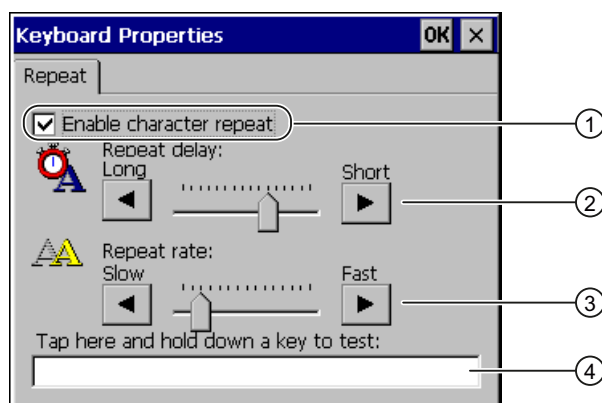 Keyboard Properties OK ×
Repeat
Enable character repeat 1
Repeat delay:
Long Short
2
Repeat rate:
Slow Fast
3
Tap here and hold down a key to test:
4